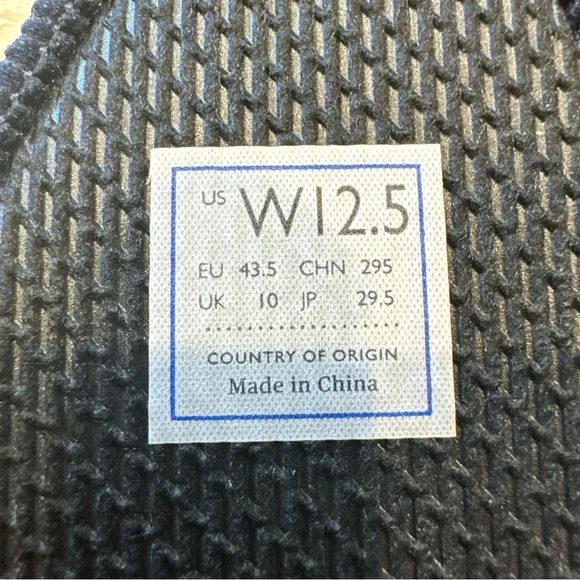 US W12.5
EU 43.5 CHN 295
UK 10 JP 29.5
COUNTRY OF ORIGIN
Made in China